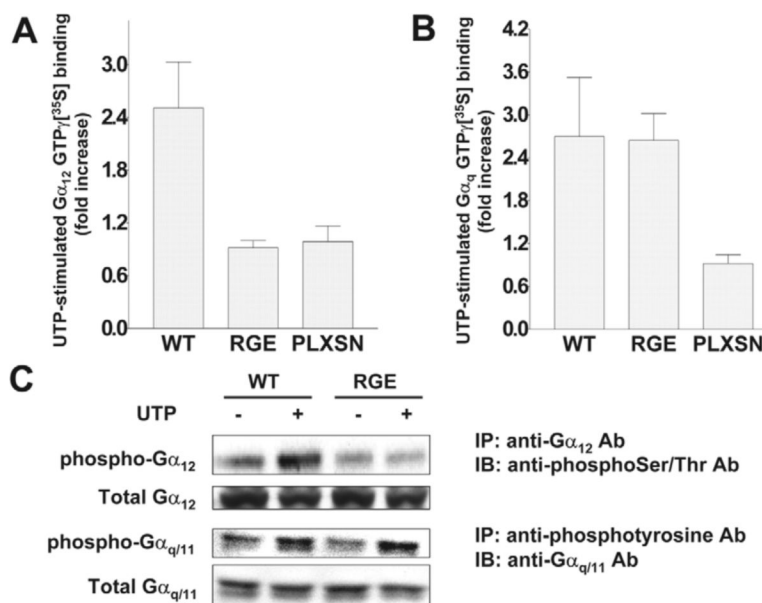 A
UTP-stimulated Gα12 GTPγ[35S] binding
(fold increase)
3.0
2.4
1.8
1.2
0.6
0.0
WT RGE PLXSN
B
UTP-stimulated Gαq GTPγ[35S] binding
(fold increase)
4.2
3.6
3.0
2.4
1.2
0.6
0.0
WT RGE PLXSN
C
WT RGE
UTP - + - +
phospho-Gα12
Total Gα12
IP: anti-Gα12 Ab
IB: anti-phosphoSer/Thr Ab
phospho-Gαq/11
Total Gαq/11
IP: anti-phosphotyrosine Ab
IB: anti-Gαq/11 Ab